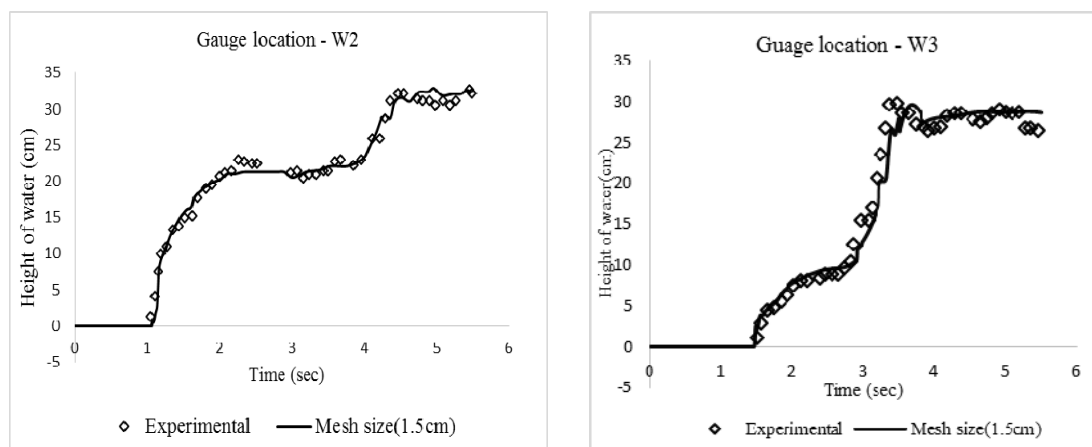 Gauge location - W2
Height of water (cm)
35
30
25
20
15
10
5
0
-5
0 1 2 3 4 5 6
Time (sec)
Experimental Mesh size(1.5cm)
Guage location - W3
Height of water(cm)
35
30
25
20
15
10
5
0
-5
0 1 2 3 4 5 6
Time (sec)
Experimental Mesh size(1.5cm)